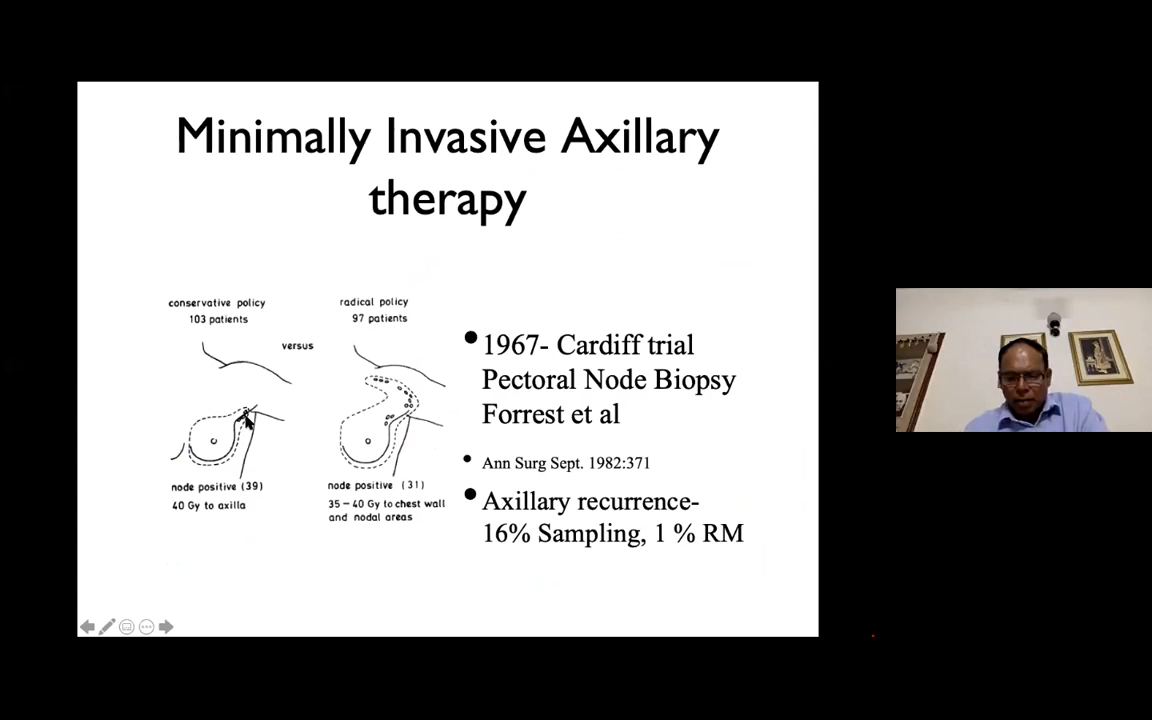 Minimally Invasive Axillary
therapy
conservative policy
103 patients
versus
radical policy
97 patients
node positive (39)
40 Gy to axilla
node positive (31)
35 – 40 Gy to chest wall
and nodal areas
• 1967- Cardiff trial
Pectoral Node Biopsy
Forrest et al
• Ann Surg Sept. 1982:371
• Axillary recurrence-
16% Sampling, 1 % RM